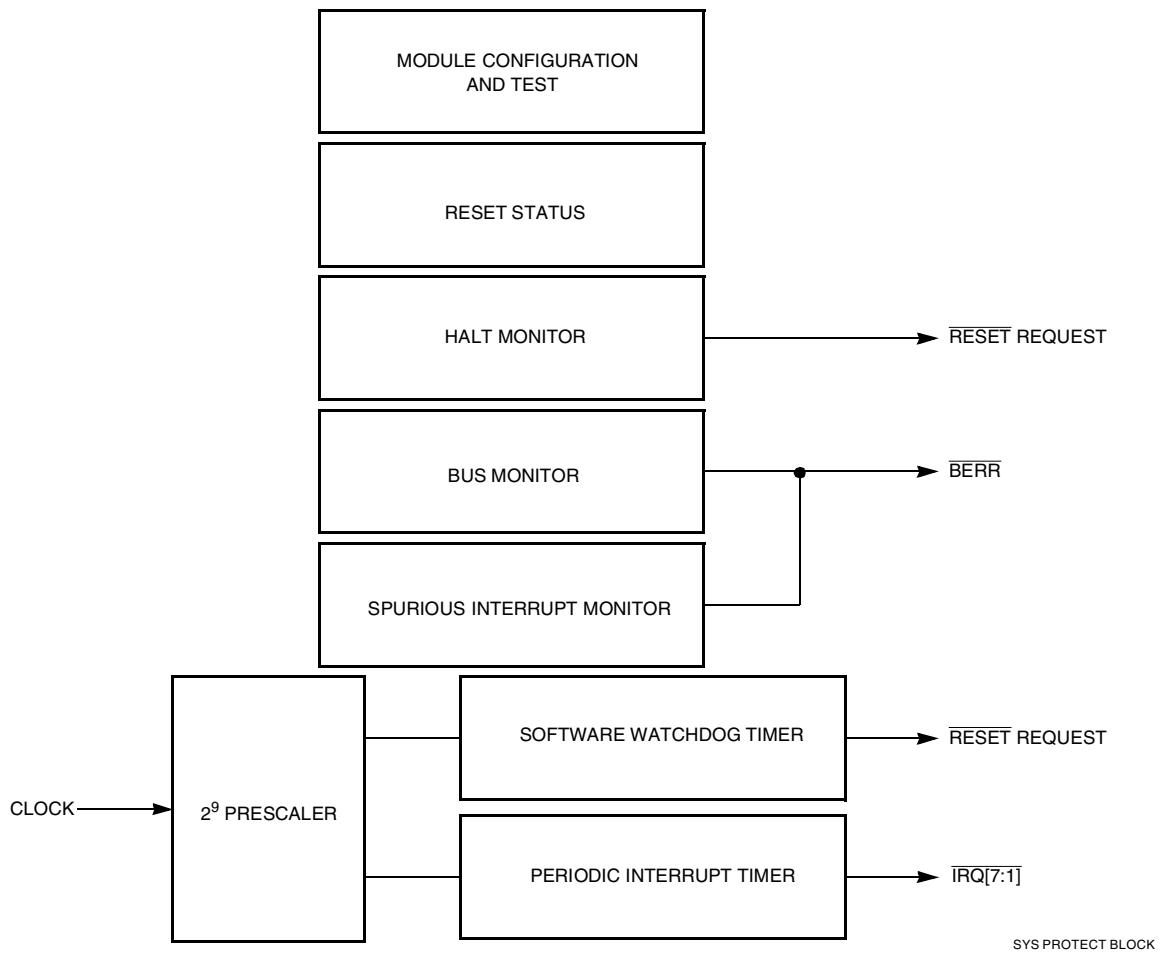 MODULE CONFIGURATION
AND TEST
RESET STATUS
HALT MONITOR
RESET REQUEST
BUS MONITOR
BERR
SPURIOUS INTERRUPT MONITOR
SOFTWARE WATCHDOG TIMER
RESET REQUEST
CLOCK
2⁹ PRESCALER
PERIODIC INTERRUPT TIMER
IRQ[7:1]
SYS PROTECT BLOCK